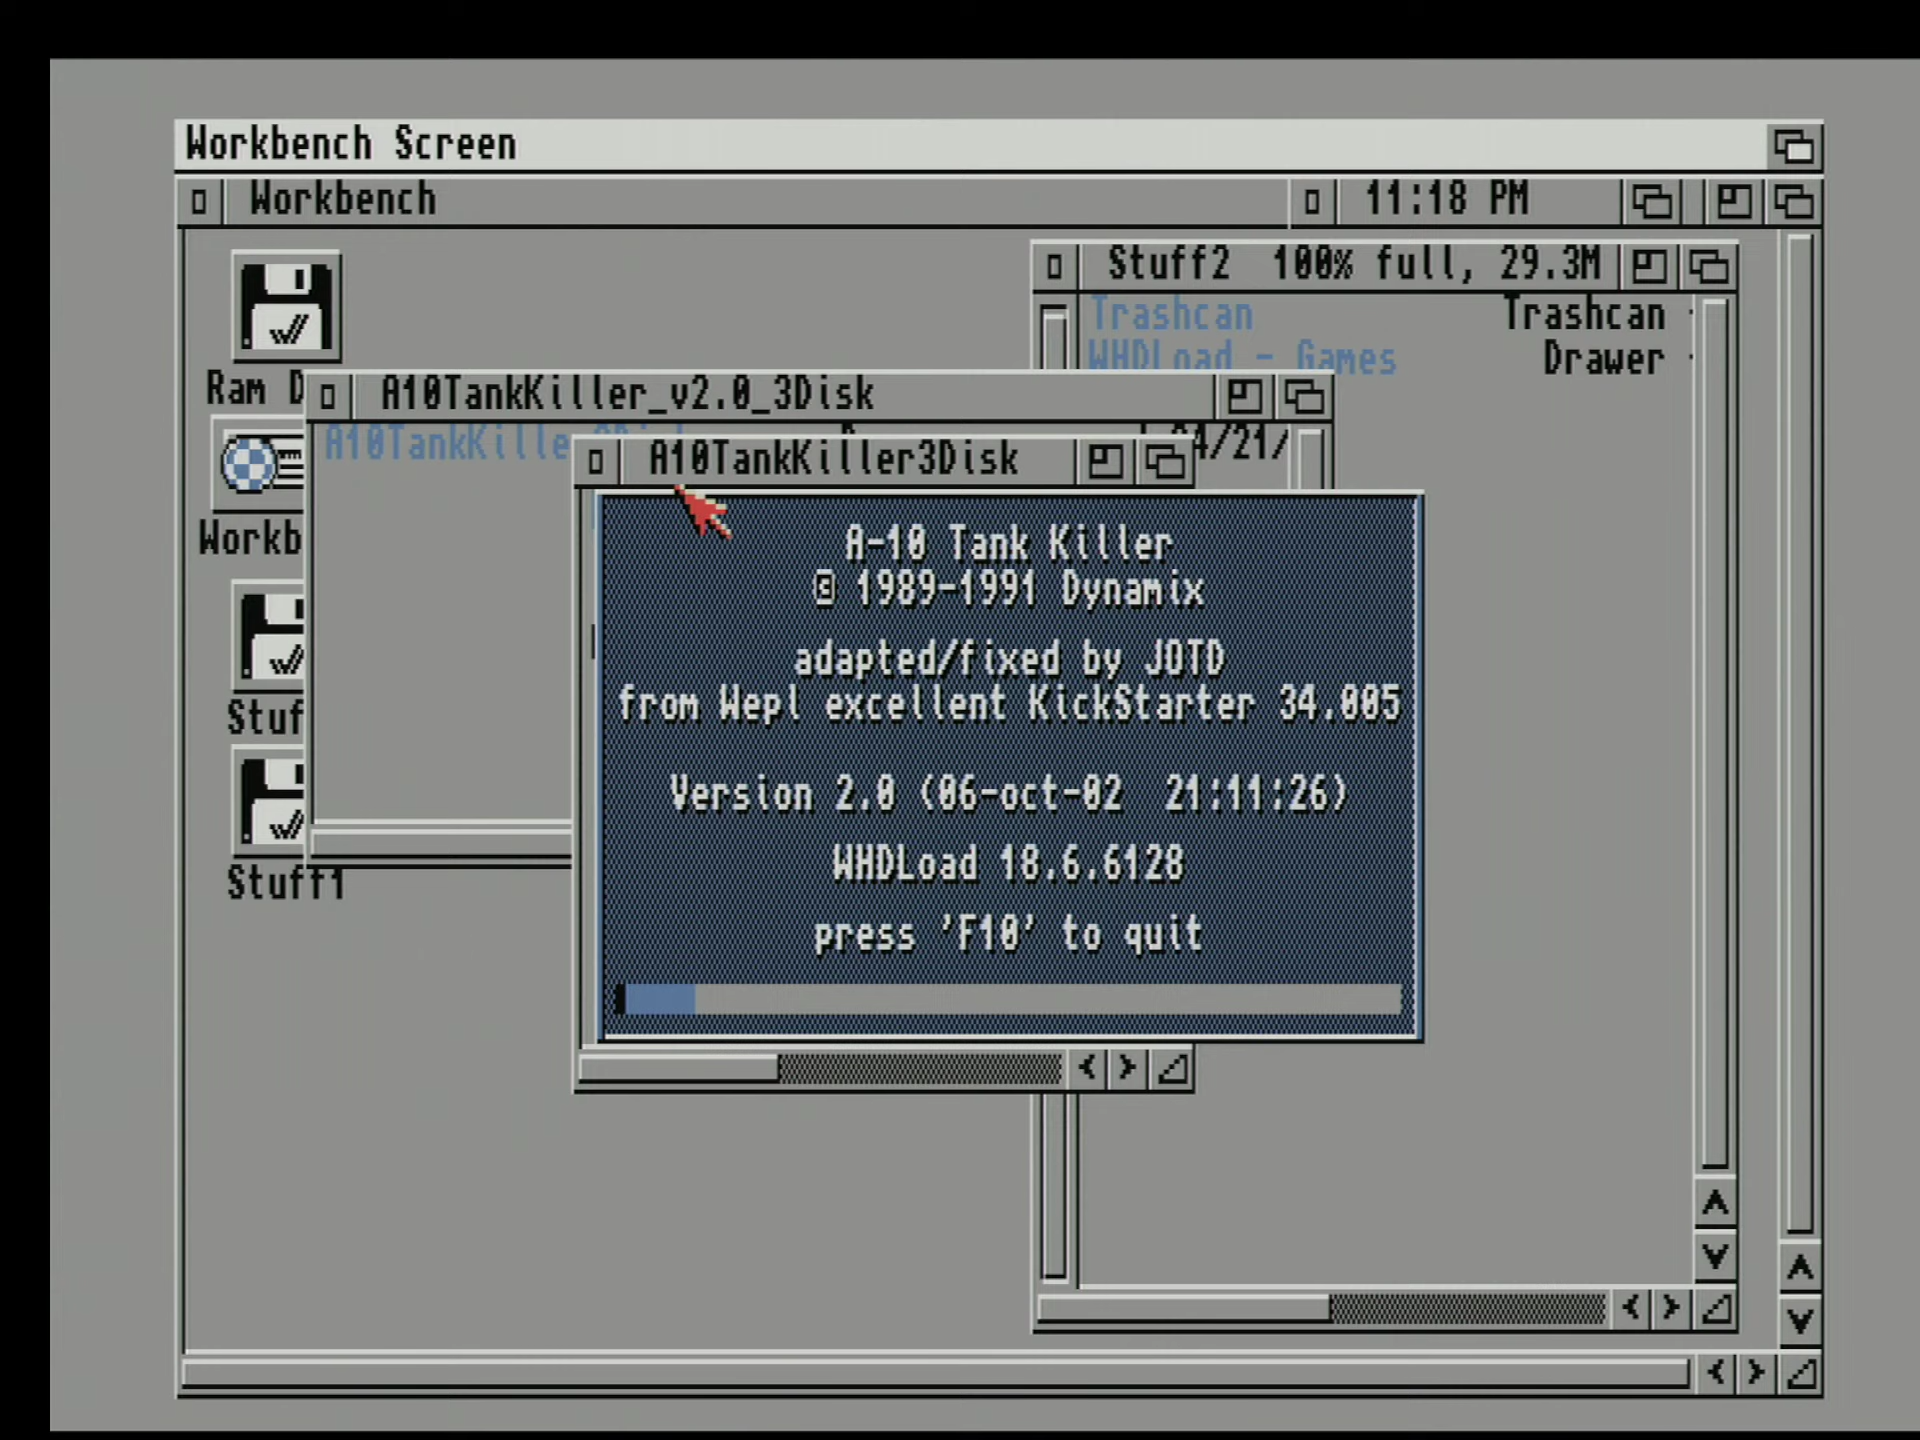 Workbench Screen
Workbench
11:18 PM
Stuff2 100% full, 29.3M
Trashcan Trashcan
WHDLoad - Games Drawer
Ram
A10TankKiller_v2.0_3Disk
4/21/
A10TankKiller3Disk
A-10 Tank Killer
© 1989-1991 Dynamix
adapted/fixed by JOTD
from Wepl excellent KickStarter 34.005
Version 2.0 (06-oct-02 21:11:26)
WHDLoad 18.6.6128
press 'F10' to quit
Workb
Stuf
Stuff1